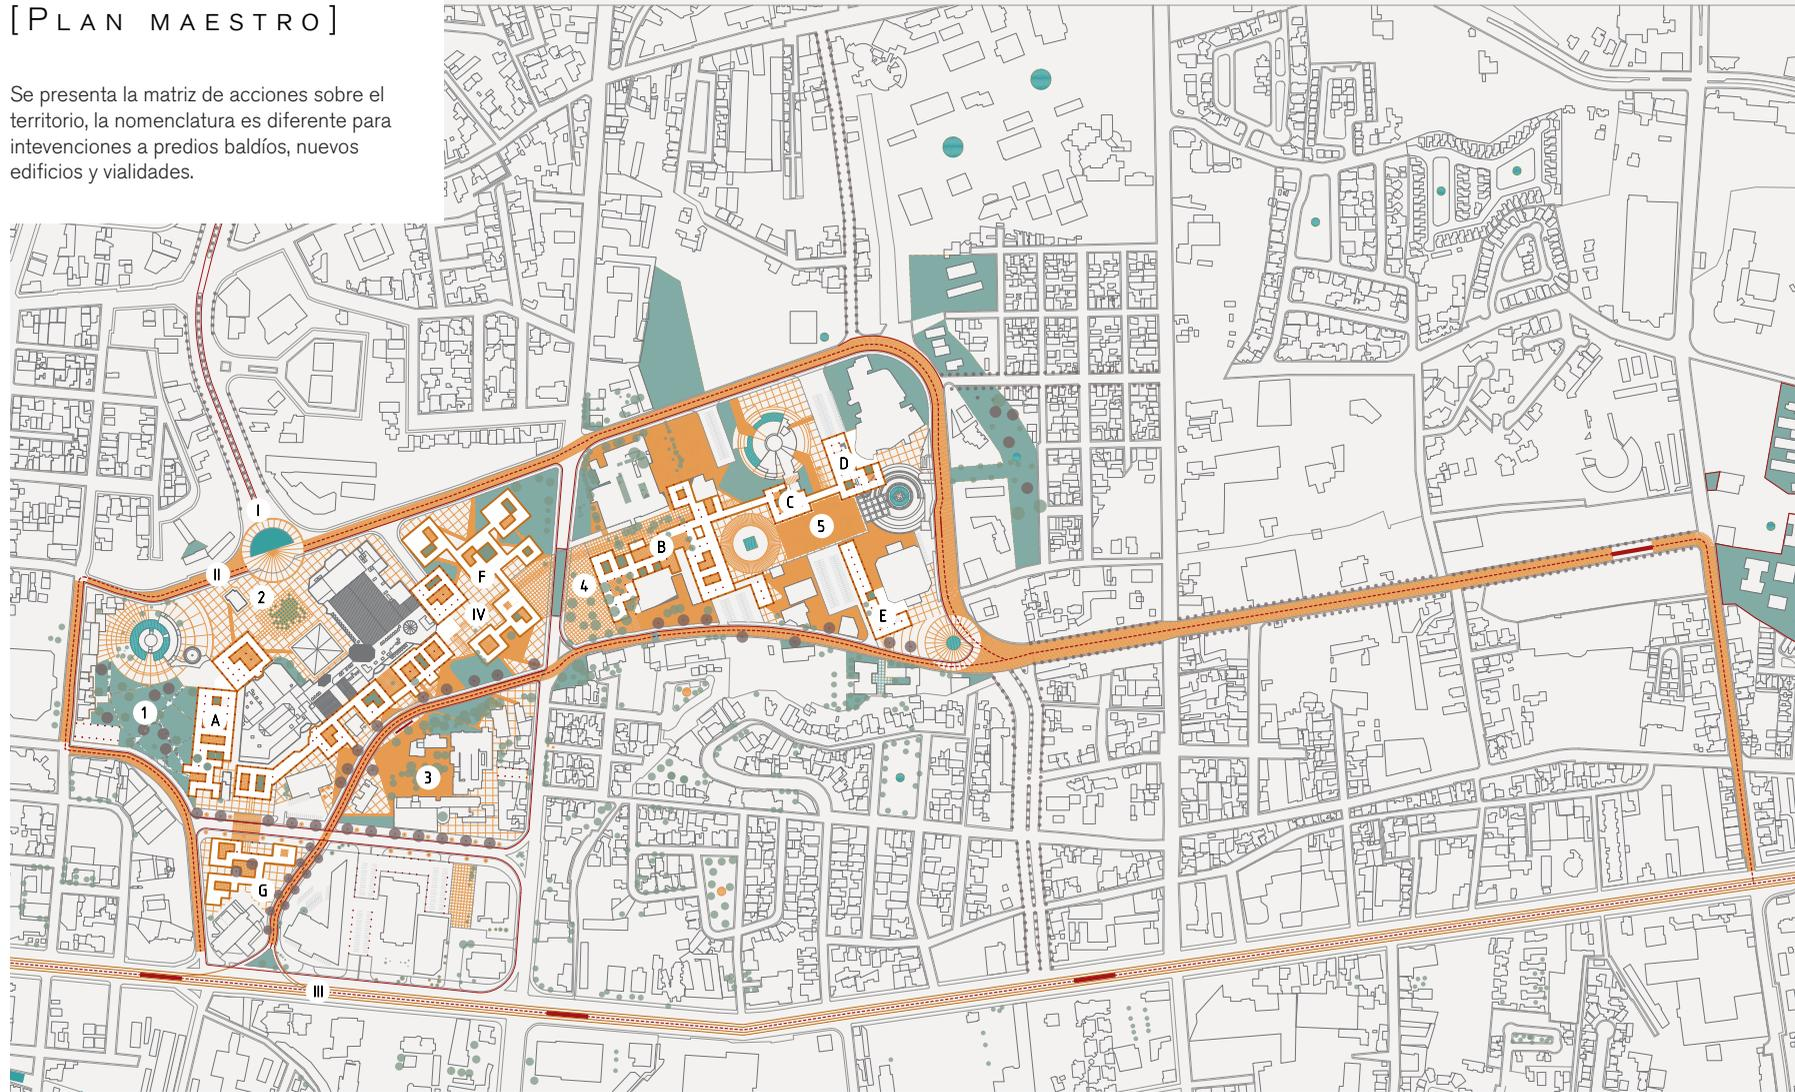 [PLAN MAESTRO]
Se presenta la matriz de acciones sobre el
territorio, la nomenclatura es diferente para
intevenciones a predios baldíos, nuevos
edificios y vialidades.
D
C
I
5
B
II
F
4
2
IV
E
1
A
3
G
III